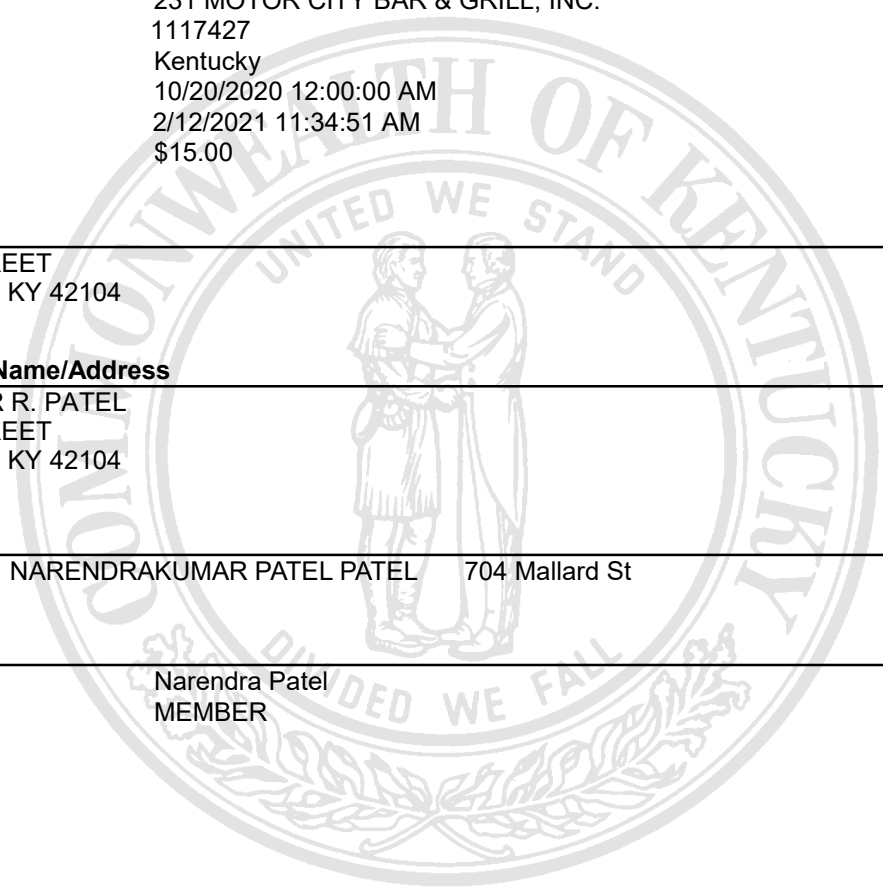 231 MOTOR CITY BAR & GRILL, INC.
1117427
Kentucky
10/20/2020 12:00:00 AM
2/12/2021 11:34:51 AM
$15.00
COMMONWEALTH OF KENTUCKY
UNITED WE STAND
EET
KY 42104
Name/Address
R R. PATEL
EET
KY 42104
NARENDRAKUMAR PATEL PATEL 704 Mallard St
DIVIDED WE FALL
Narendra Patel
MEMBER